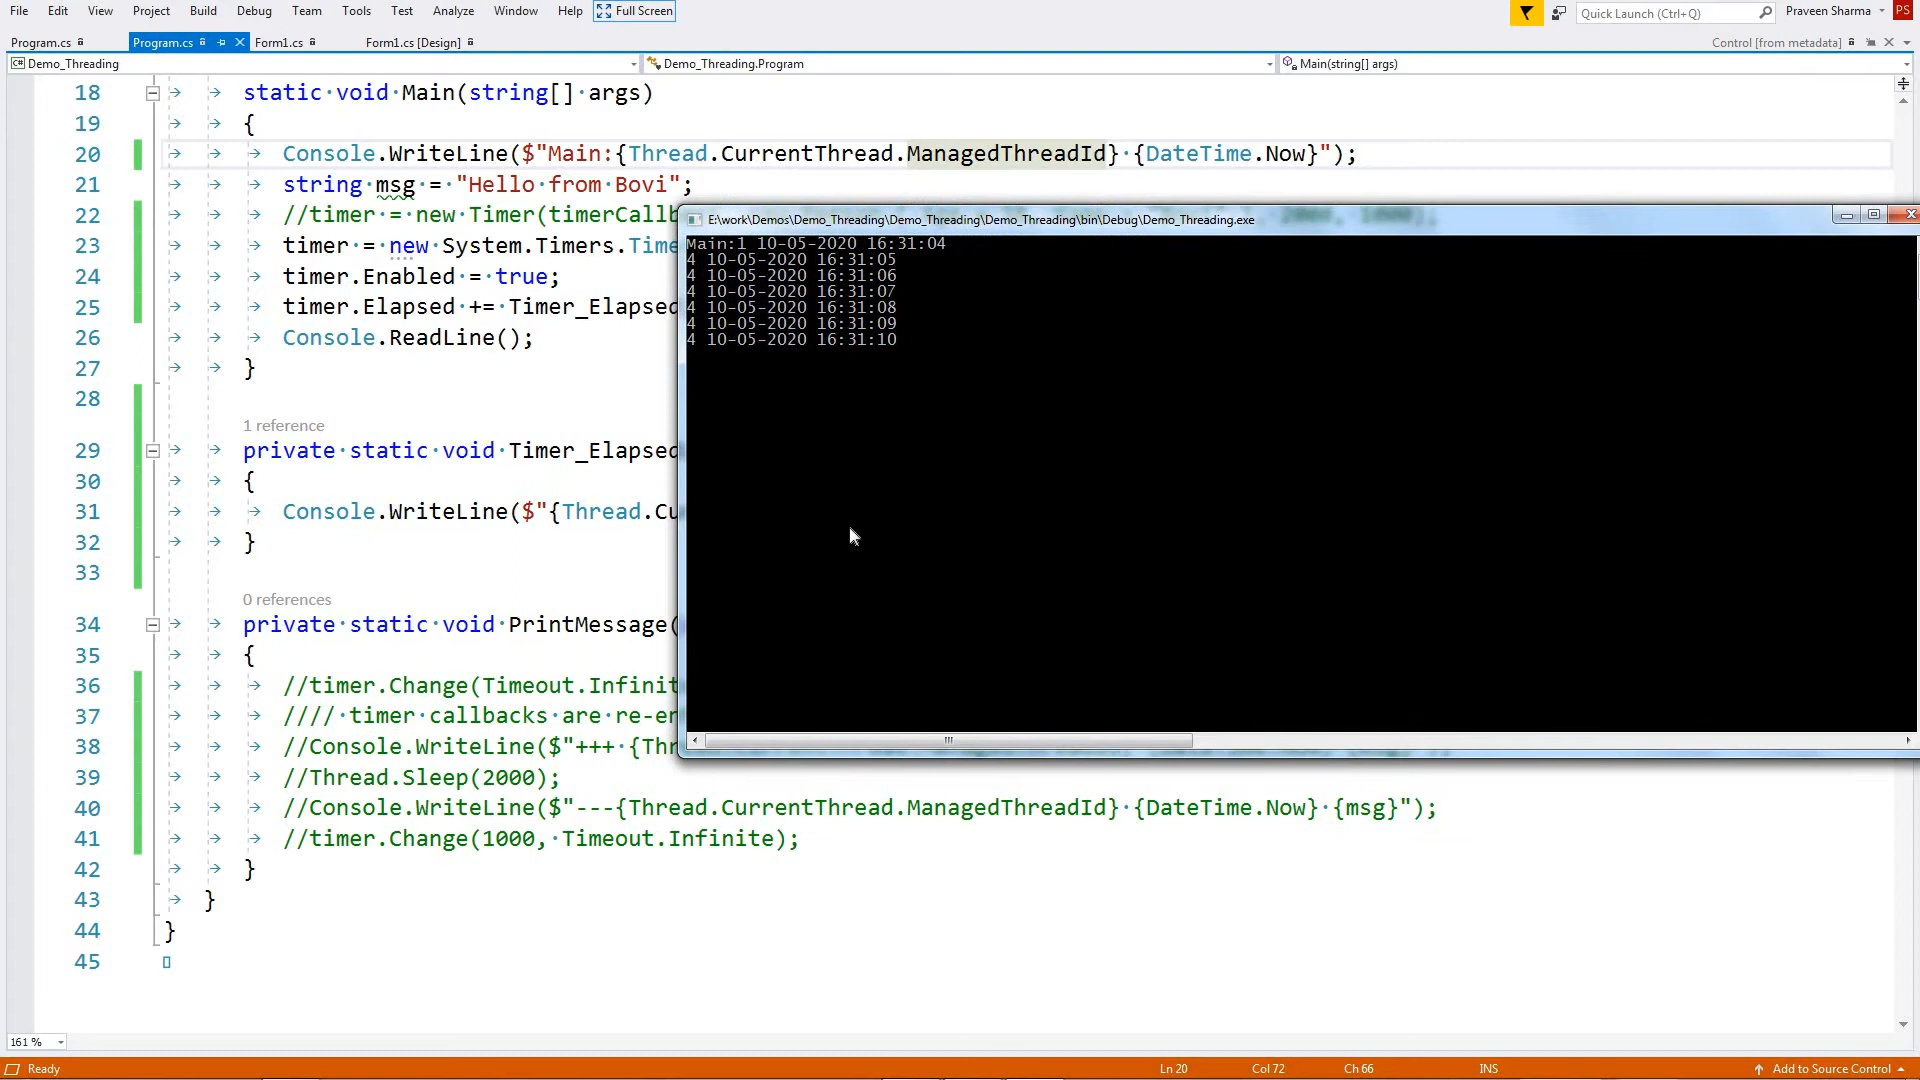 File Edit View Project Build Debug Team Tools Test Analyze Window Help Full Screen Quick Launch (Ctrl+Q) Praveen Sharma PS
Program.cs Program.cs Form1.cs Form1.cs [Design] Control [from metadata]
C# Demo_Threading Demo_Threading.Program Main(string[] args)
18 static void Main(string[] args)
19 {
20 Console.WriteLine($"Main:{Thread.CurrentThread.ManagedThreadId} {DateTime.Now}");
21 string msg = "Hello from Bovi";
22 //timer = new Timer(timerCallb 2000, 1000);
23 timer = new System.Timers.Time
24 timer.Enabled = true;
25 timer.Elapsed += Timer_Elapsed
26 Console.ReadLine();
27 }
28
1 reference
29 private static void Timer_Elapsed
30 {
31 Console.WriteLine($"{Thread.Cu
32 }
33
0 references
34 private static void PrintMessage(
35 {
36 //timer.Change(Timeout.Infinit
37 //// timer callbacks are re-en
38 //Console.WriteLine($"+++ {Thr
39 //Thread.Sleep(2000);
40 //Console.WriteLine($"---{Thread.CurrentThread.ManagedThreadId} {DateTime.Now} {msg}");
41 //timer.Change(1000, Timeout.Infinite);
42 }
43 }
44 }
45
E:\work\Demos\Demo_Threading\Demo_Threading\Demo_Threading\bin\Debug\Demo_Threading.exe
Main:1 10-05-2020 16:31:04
4 10-05-2020 16:31:05
4 10-05-2020 16:31:06
4 10-05-2020 16:31:07
4 10-05-2020 16:31:08
4 10-05-2020 16:31:09
4 10-05-2020 16:31:10
161 %
Ready Ln 20 Col 72 Ch 66 INS Add to Source Control